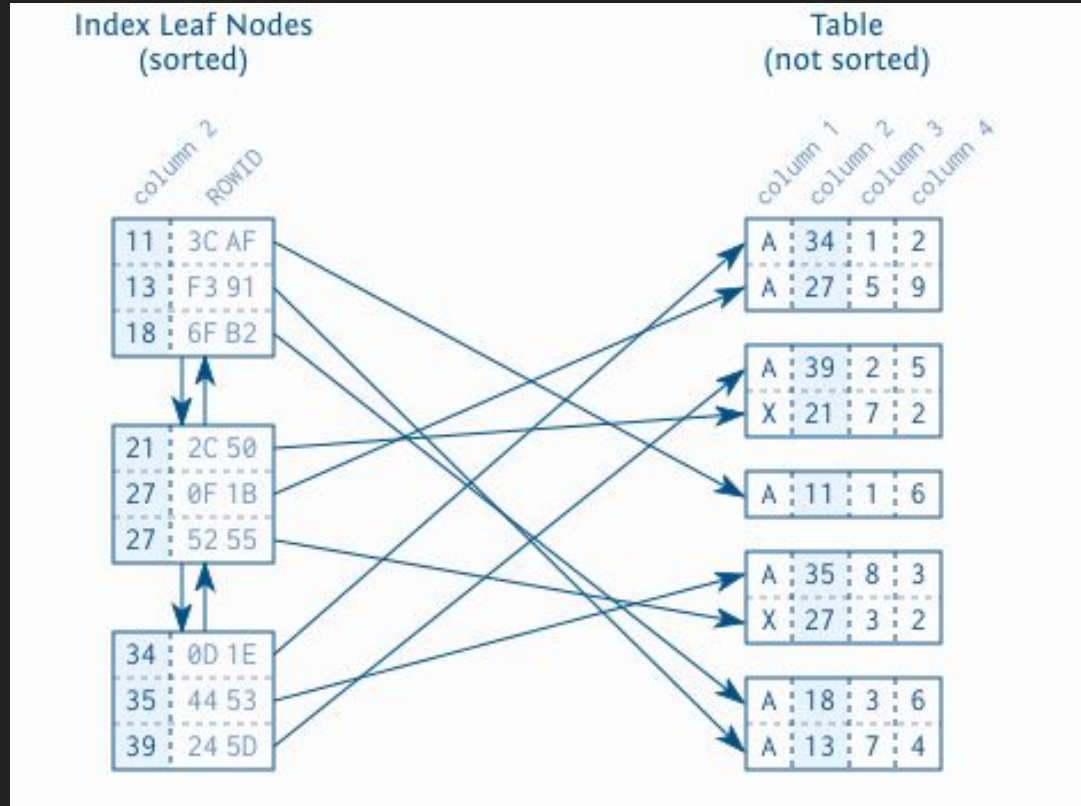 Index Leaf Nodes
(sorted)
column 2
ROWID
11 3C AF
13 F3 91
18 6F B2
21 2C 50
27 0F 1B
27 52 55
34 0D 1E
35 44 53
39 24 5D
Table
(not sorted)
column 1
column 2
column 3
column 4
A 34 1 2
A 27 5 9
A 39 2 5
X 21 7 2
A 11 1 6
A 35 8 3
X 27 3 2
A 18 3 6
A 13 7 4